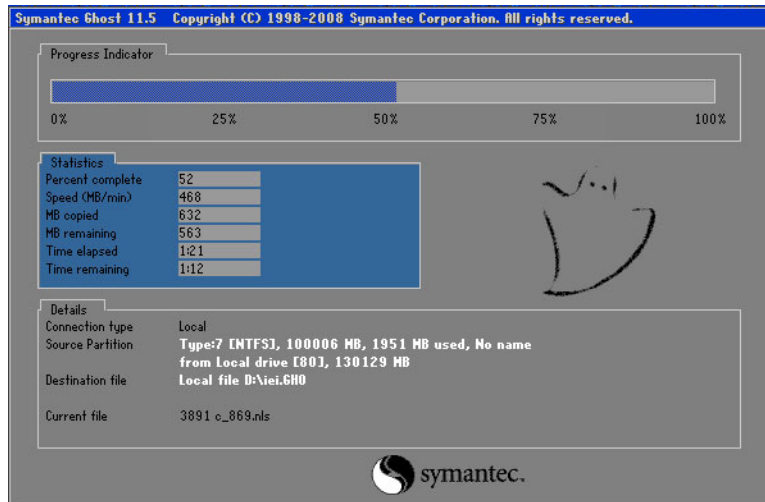 Symantec Ghost 11.5 Copyright (C) 1998-2008 Symantec Corporation. All rights reserved.
Progress Indicator
0% 25% 50% 75% 100%
Statistics
Percent complete 52
Speed (MB/min) 468
MB copied 632
MB remaining 563
Time elapsed 1:21
Time remaining 1:12
Details
Connection type Local
Source Partition Type:7 [NTFS], 100006 MB, 1951 MB used, No name
from Local drive [80], 130129 MB
Destination file Local file D:\iei.GHO
Current file 3891 c_869.nls
symantec.